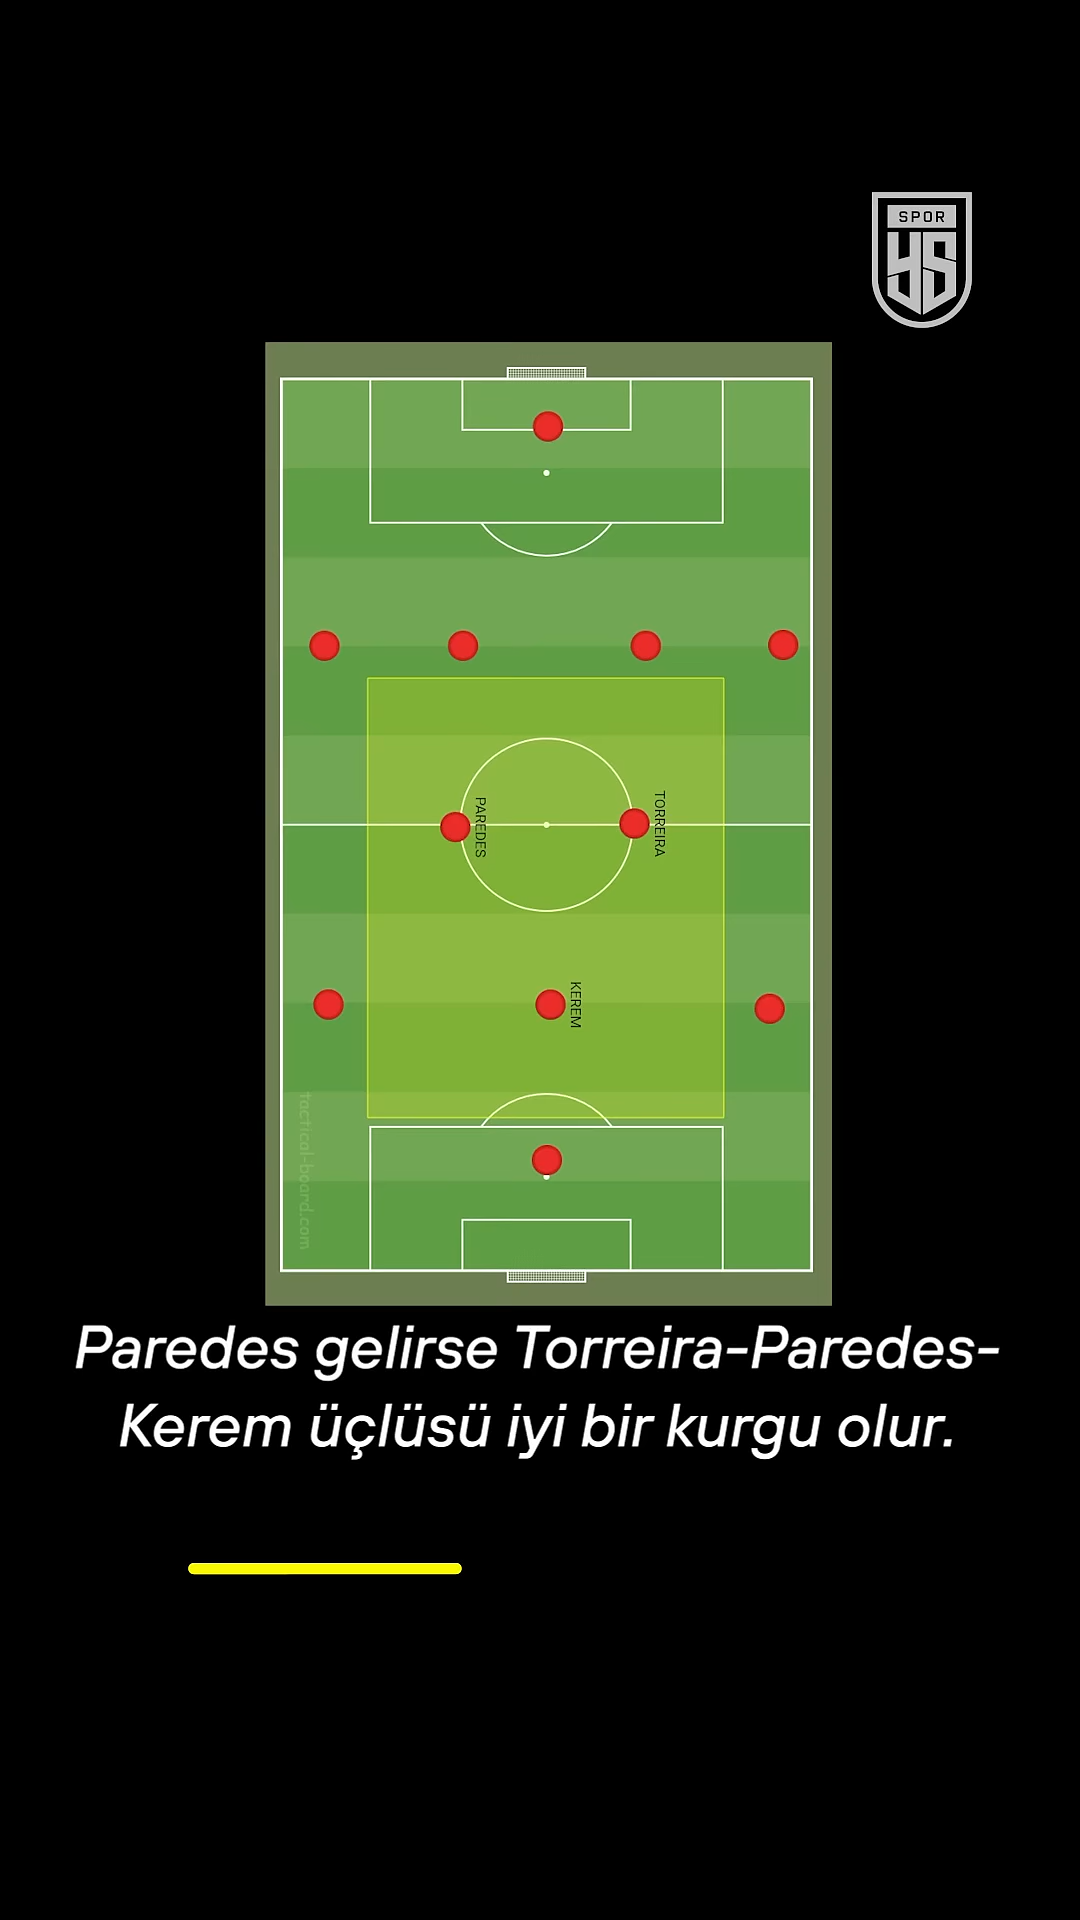 SPOR
YS
PAREDES
TORREIRA
KEREM
tactical-board.com
Paredes gelirse Torreira-Paredes-
Kerem üçlüsü iyi bir kurgu olur.